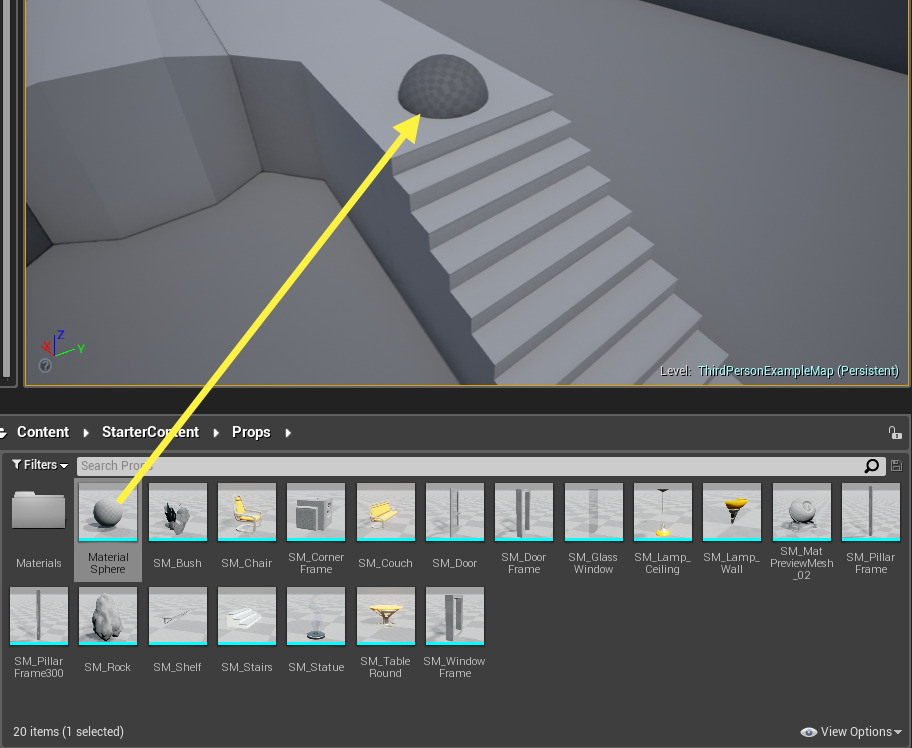 Z
X
Y
?
Level: ThirdPersonExampleMap (Persistent)
Content StarterContent Props
Filters Search Props
Materials
Material
Sphere
SM_Bush
SM_Chair
SM_Corner
Frame
SM_Couch
SM_Door
SM_Door
Frame
SM_Glass
Window
SM_Lamp_
Ceiling
SM_Lamp_
Wall
SM_Mat
PreviewMesh
_02
SM_Pillar
Frame
SM_Pillar
Frame300
SM_Rock
SM_Shelf
SM_Stairs
SM_Statue
SM_Table
Round
SM_Window
Frame
20 items (1 selected)
View Options